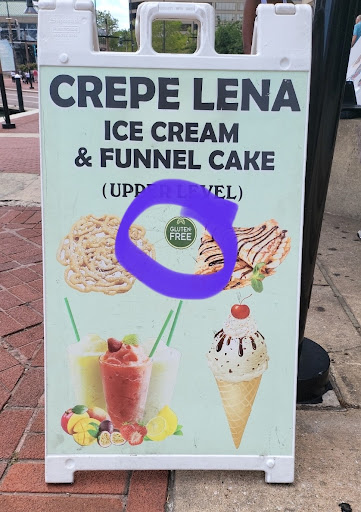 CREPE LENA
ICE CREAM
& FUNNEL CAKE
(UPPER LEVEL)
GLUTEN
FREE